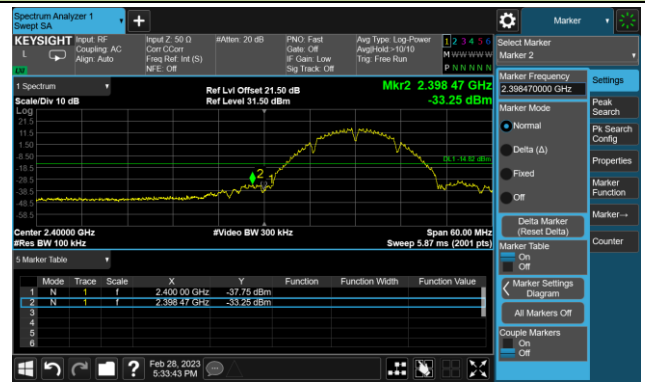 Spectrum Analyzer 1
Swept SA
+
Marker
KEYSIGHT
L
LW
Input: RF
Coupling: AC
Align: Auto
Input Z: 50 Ω
Corr CCorr
Freq Ref: Int (S)
NFE: Off
#Atten: 20 dB
PNO: Fast
Gate: Off
IF Gain: Low
Sig Track: Off
Avg Type: Log-Power
Avg|Hold:>10/10
Trig: Free Run
1 2 3 4 5 6
M W W W W W
P N N N N N
Select Marker
Marker 2
1 Spectrum
Scale/Div 10 dB
Log
Ref Lvl Offset 21.50 dB
Ref Level 31.50 dBm
Mkr2 2.398 47 GHz
-33.25 dBm
21.5
11.5
1.50
-8.50
-18.5
-28.5
-38.5
-48.5
-58.5
DL1 -14.82 dBm
2
1
Center 2.40000 GHz
#Res BW 100 kHz
#Video BW 300 kHz
Span 60.00 MHz
Sweep 5.87 ms (2001 pts)
5 Marker Table
Mode Trace Scale X Y Function Function Width Function Value
1 N 1 f 2.400 00 GHz -37.75 dBm
2 N 1 f 2.398 47 GHz -33.25 dBm
3
4
5
6
Marker Frequency
2.398470000 GHz
Marker Mode
Normal
Delta (Δ)
Fixed
Off
Delta Marker
(Reset Delta)
Marker Table
On
Off
Marker Settings
Diagram
All Markers Off
Couple Markers
On
Off
Settings
Peak
Search
Pk Search
Config
Properties
Marker
Function
Marker→
Counter
?
Feb 28, 2023
5:33:43 PM